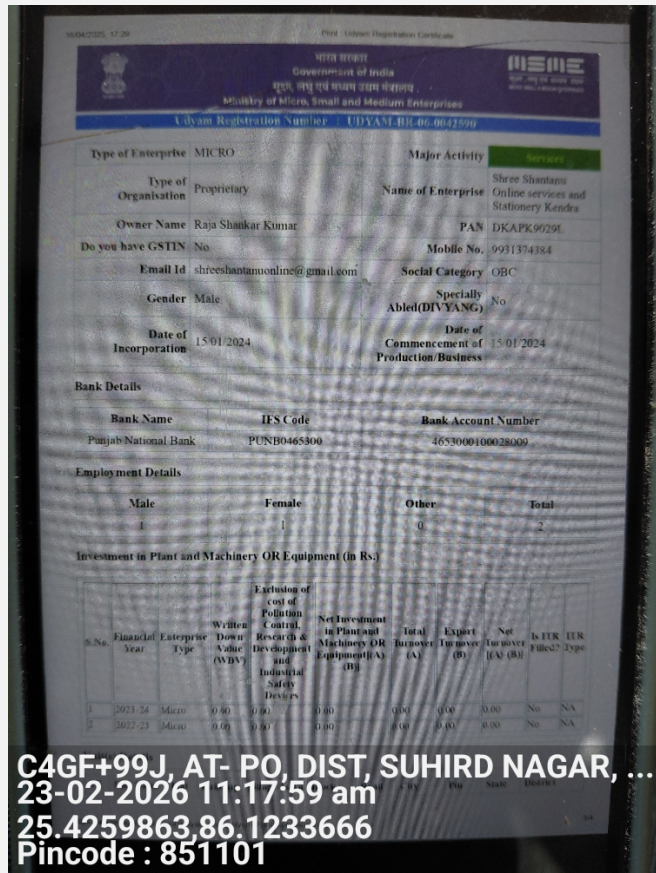 16/04/2025, 17:29 Print : Udyam Registration Certificate
भारत सरकार
Government of India
सूक्ष्म, लघु एवं मध्यम उद्यम मंत्रालय
Ministry of Micro, Small and Medium Enterprises
MSME
Udyam Registration Number : UDYAM-BR-06-0042590
Type of Enterprise MICRO Major Activity Services
Type of Organisation Proprietary Name of Enterprise Shree Shantanu Online services and Stationery Kendra
Owner Name Raja Shankar Kumar PAN DKAPK9029L
Do you have GSTIN No Mobile No. 9931374384
Email Id shreeshantanuonline@gmail.com Social Category OBC
Gender Male Specially Abled(DIVYANG) No
Date of Incorporation 15/01/2024 Date of Commencement of Production/Business 15/01/2024
Bank Details
Bank Name IFS Code Bank Account Number
Punjab National Bank PUNB0465300 4653000100028009
Employment Details
Male Female Other Total
1 1 0 2
Investment in Plant and Machinery OR Equipment (in Rs.)
S.No. Financial Year Enterprise Type Written Down Value (WDV) Exclusion of cost of Pollution Control, Research & Development and Industrial Safety Devices Net Investment in Plant and Machinery OR Equipment[(A)-(B)] Total Turnover (A) Export Turnover (B) Net Turnover [(A)-(B)] Is ITR Filled? ITR Type
1 2023-24 Micro 0.00 0.00 0.00 0.00 0.00 0.00 No NA
2 2022-23 Micro 0.00 0.00 0.00 0.00 0.00 0.00 No NA
City Pin State District
C4GF+99J, AT- PO, DIST, SUHIRD NAGAR, ...
23-02-2026 11:17:59 am
25.4259863,86.1233666
Pincode : 851101